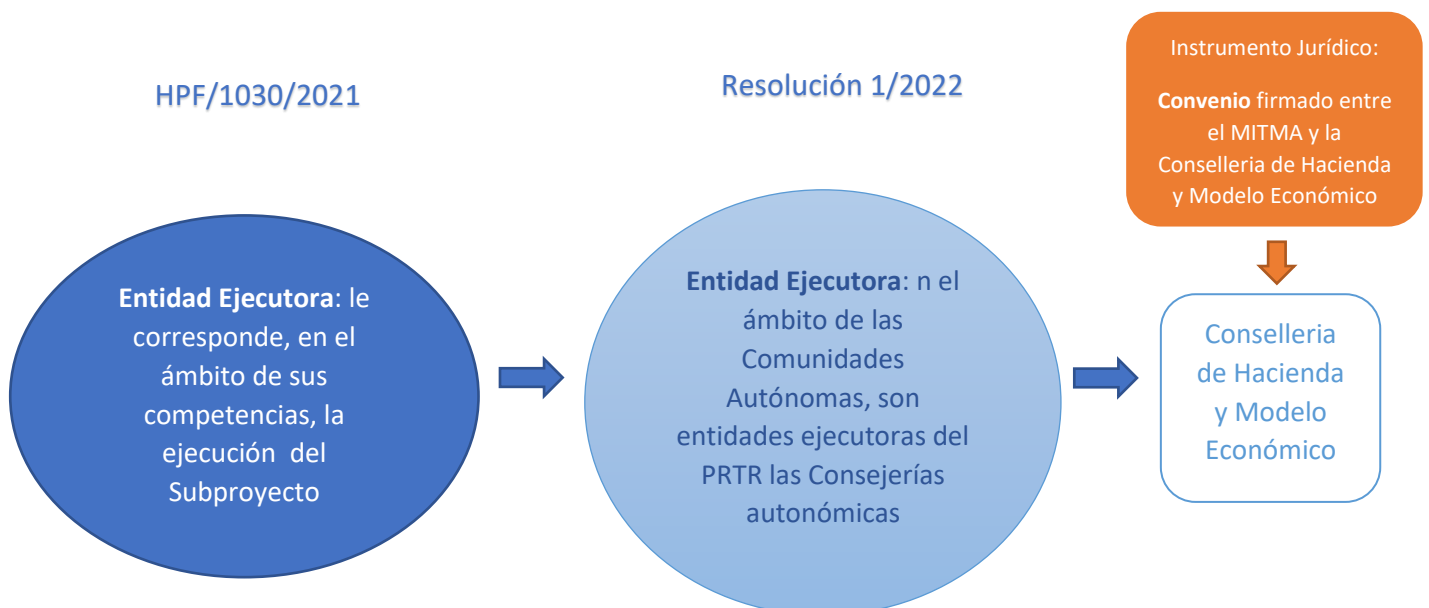 HPF/1030/2021
Resolución 1/2022
Instrumento Jurídico:
Convenio firmado entre
el MITMA y la
Conselleria de Hacienda
y Modelo Económico
Entidad Ejecutora: le
corresponde, en el
ámbito de sus
competencias, la
ejecución del
Subproyecto
Entidad Ejecutora: n el
ámbito de las
Comunidades
Autónomas, son
entidades ejecutoras del
PRTR las Consejerías
autonómicas
Conselleria
de Hacienda
y Modelo
Económico